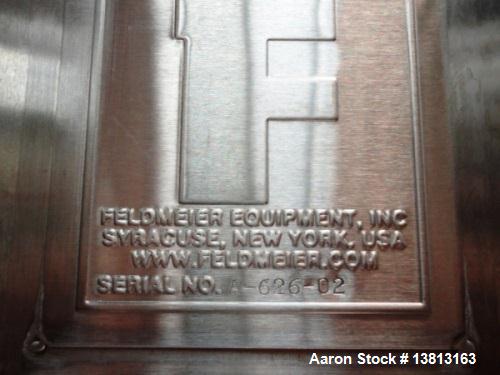 F
FELDMEIER EQUIPMENT, INC
SYRACUSE, NEW YORK, USA
WWW.FELDMEIER.COM
SERIAL NO. A-626-02
Aaron Stock # 13813163